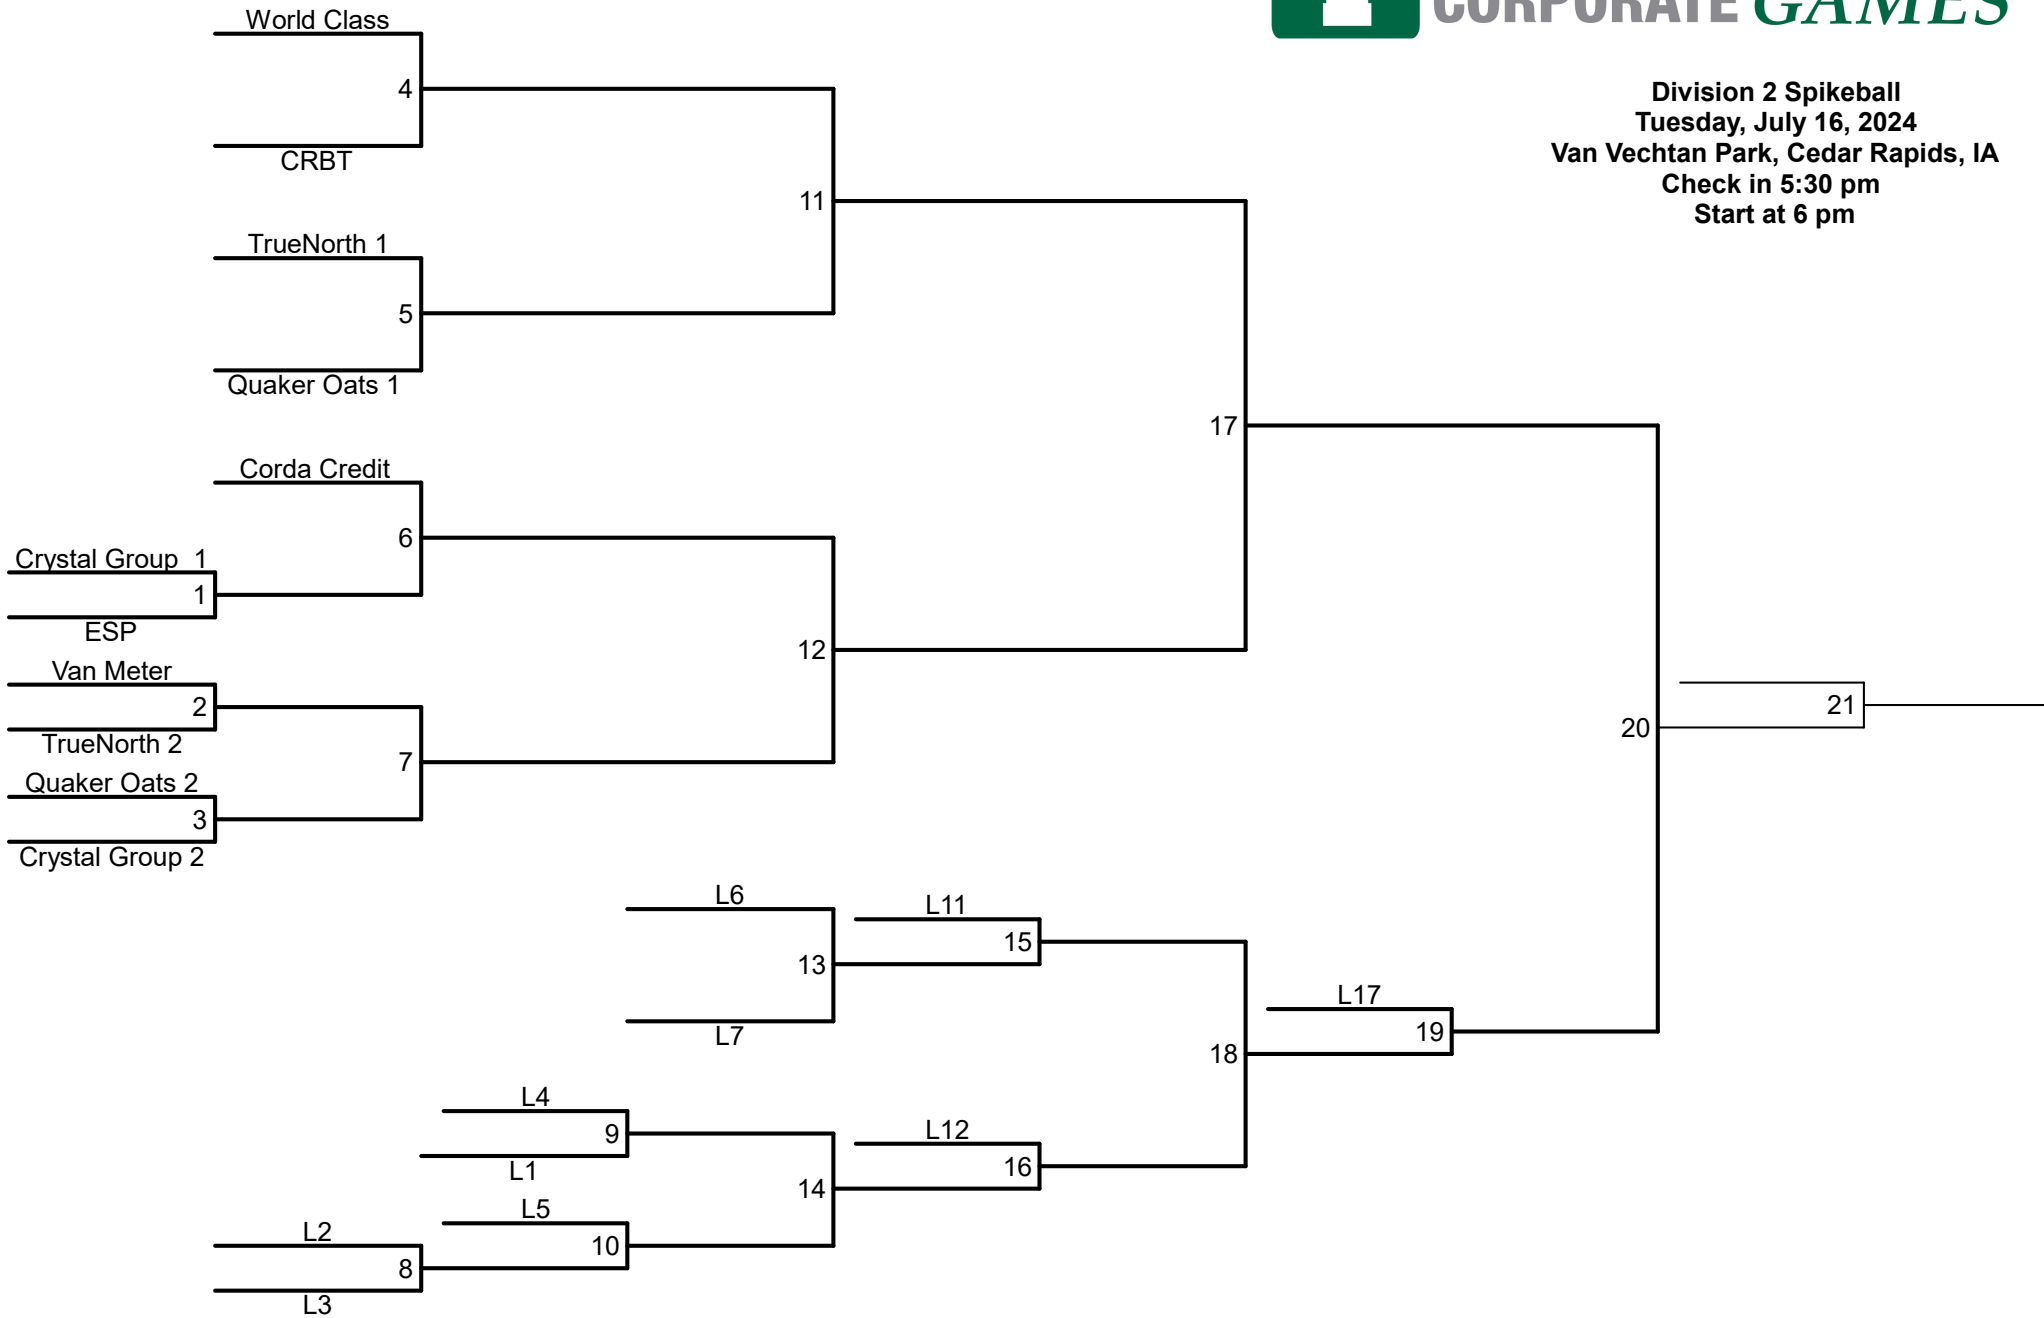 CORPORATE GAMES
Division 2 Spikeball
Tuesday, July 16, 2024
Van Vechtan Park, Cedar Rapids, IA
Check in 5:30 pm
Start at 6 pm
World Class
4
CRBT
11
TrueNorth 1
5
Quaker Oats 1
17
Corda Credit
6
Crystal Group  1
1
ESP
12
Van Meter
2
TrueNorth 2
7
Quaker Oats 2
3
Crystal Group 2
20
21
L6
13
L7
L11
15
L17
19
18
L4
9
L1
L12
16
14
L5
10
L2
8
L3